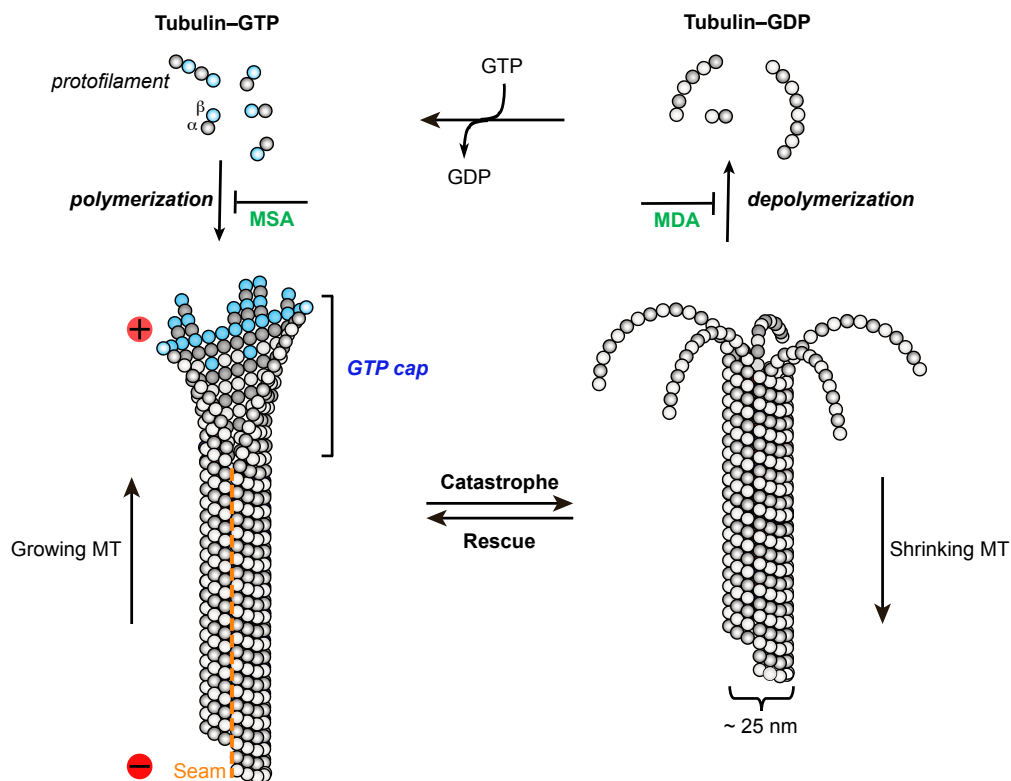 Tubulin–GTP
Tubulin–GDP
protofilament
β
α
GTP
GDP
polymerization
MSA
MDA
depolymerization
+
GTP cap
Catastrophe
Rescue
Growing MT
Shrinking MT
~ 25 nm
−
Seam